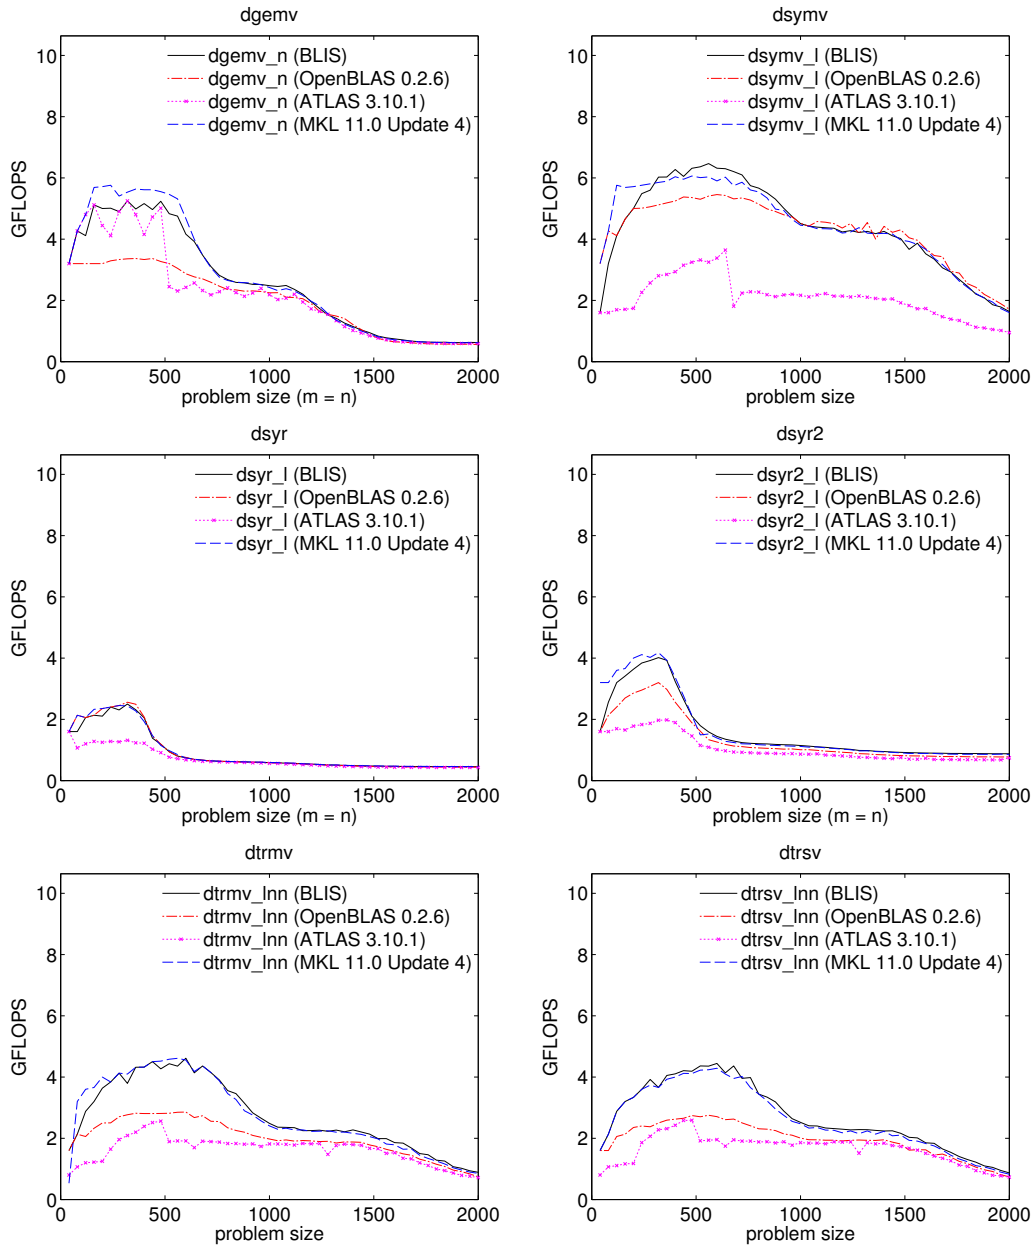 dgemv
10
8
6
4
2
0
GFLOPS
dgemv_n (BLIS)
dgemv_n (OpenBLAS 0.2.6)
dgemv_n (ATLAS 3.10.1)
dgemv_n (MKL 11.0 Update 4)
0 500 1000 1500 2000
problem size (m = n)
dsymv
10
8
6
4
2
0
GFLOPS
dsymv_l (BLIS)
dsymv_l (OpenBLAS 0.2.6)
dsymv_l (ATLAS 3.10.1)
dsymv_l (MKL 11.0 Update 4)
0 500 1000 1500 2000
problem size
dsyr
10
8
6
4
2
0
GFLOPS
dsyr_l (BLIS)
dsyr_l (OpenBLAS 0.2.6)
dsyr_l (ATLAS 3.10.1)
dsyr_l (MKL 11.0 Update 4)
0 500 1000 1500 2000
problem size (m = n)
dsyr2
10
8
6
4
2
0
GFLOPS
dsyr2_l (BLIS)
dsyr2_l (OpenBLAS 0.2.6)
dsyr2_l (ATLAS 3.10.1)
dsyr2_l (MKL 11.0 Update 4)
0 500 1000 1500 2000
problem size (m = n)
dtrmv
10
8
6
4
2
0
GFLOPS
dtrmv_lnn (BLIS)
dtrmv_lnn (OpenBLAS 0.2.6)
dtrmv_lnn (ATLAS 3.10.1)
dtrmv_lnn (MKL 11.0 Update 4)
0 500 1000 1500 2000
problem size
dtrsv
10
8
6
4
2
0
GFLOPS
dtrsv_lnn (BLIS)
dtrsv_lnn (OpenBLAS 0.2.6)
dtrsv_lnn (ATLAS 3.10.1)
dtrsv_lnn (MKL 11.0 Update 4)
0 500 1000 1500 2000
problem size